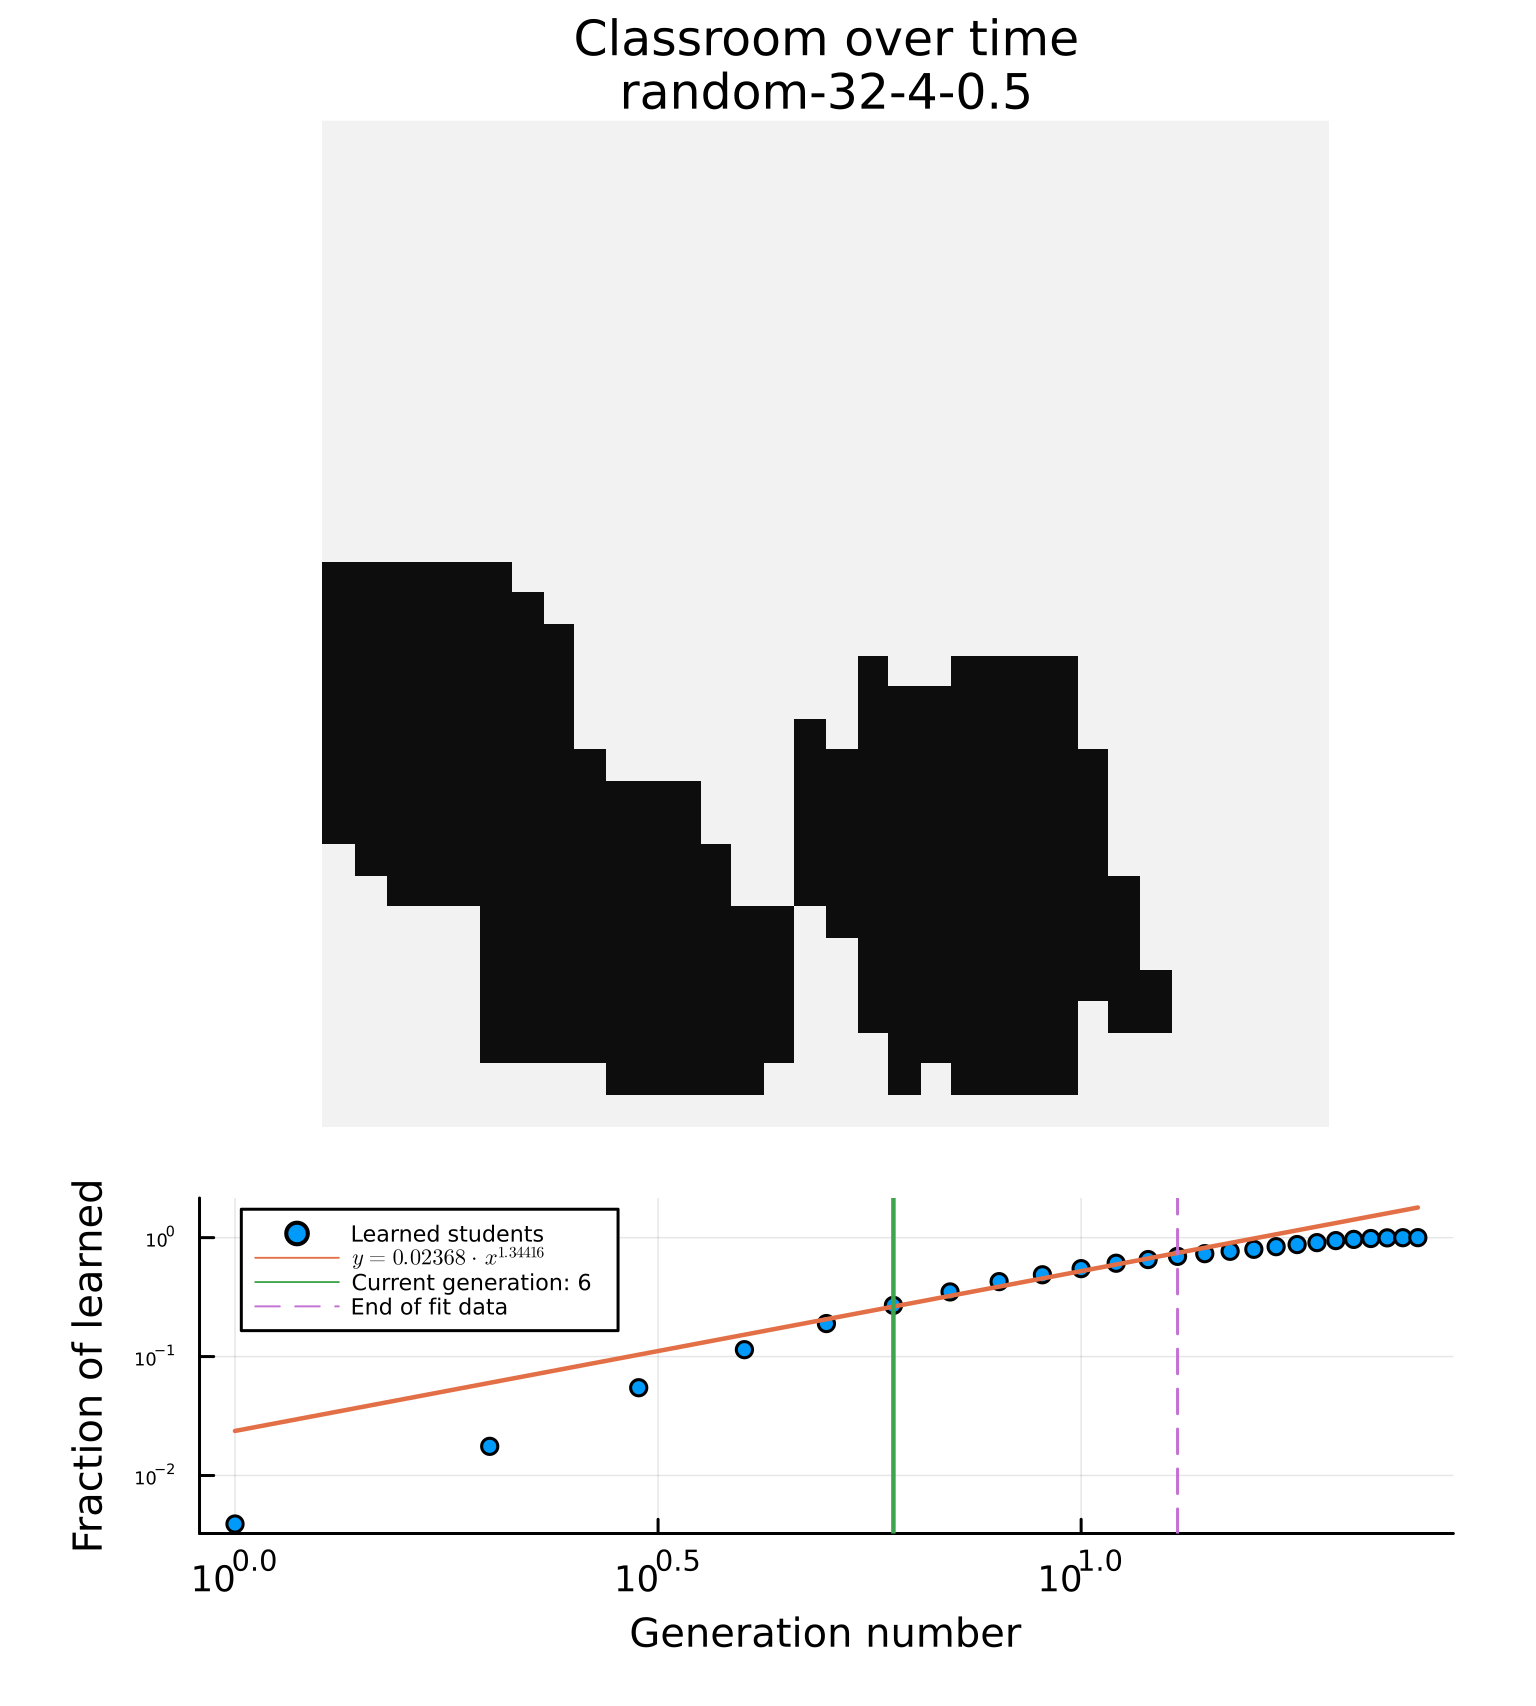 Classroom over time
random-32-4-0.5
Fraction of learned
10^0
10^−1
10^−2
Learned students
y = 0.02368 · x^1.34416
Current generation: 6
End of fit data
10^0.0
10^0.5
10^1.0
Generation number